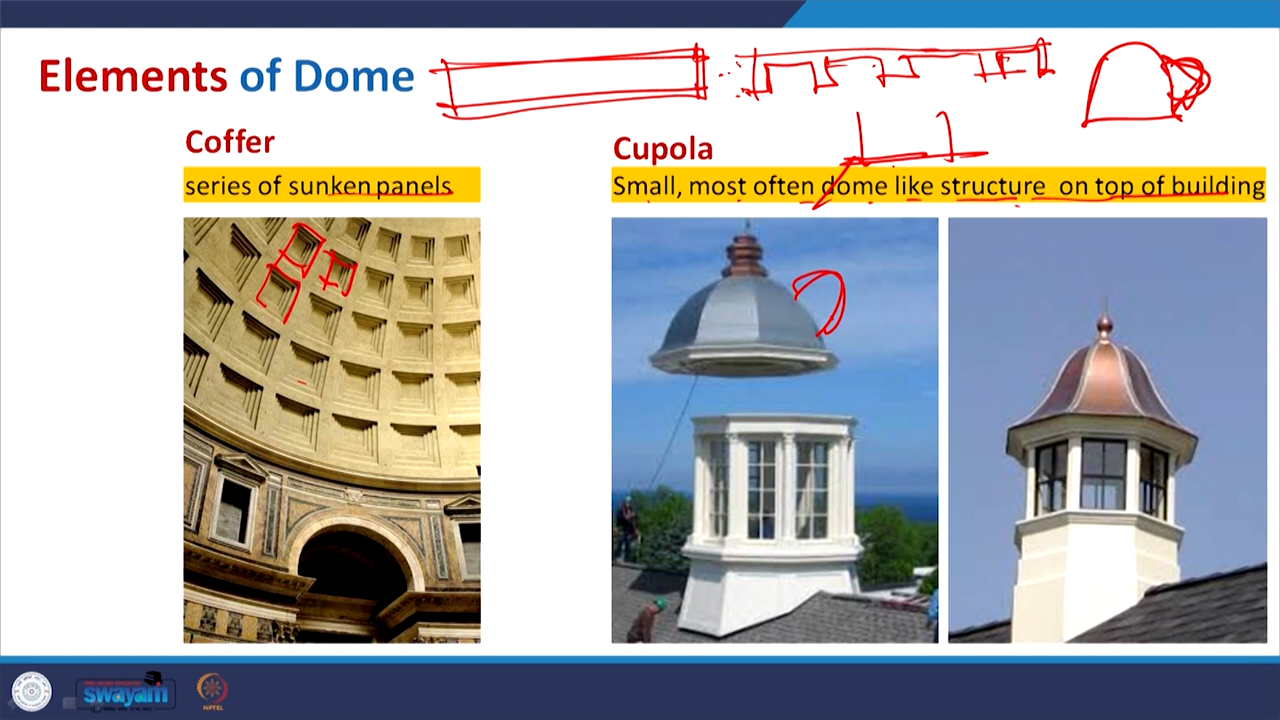 Elements of Dome
Coffer
series of sunken panels
Cupola
Small, most often dome like structure on top of building
swayam
NPTEL